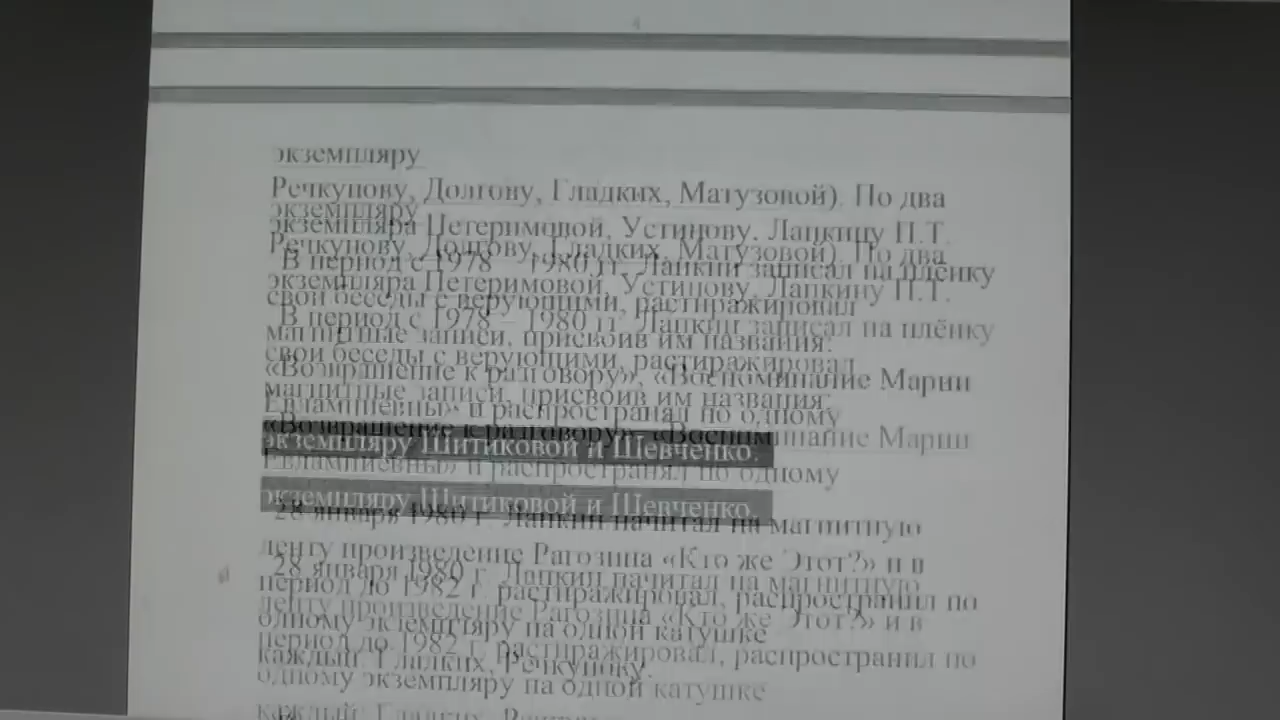 экземпляру
Речкунову, Долгову, Гладких, Матузовой). По два
экземпляра Петеримовой, Устинову, Лапкину П.Т.
В период с 1978 – 1980 гг. Лапкин записал на плёнку
свои беседы с верующими, растиражировал
магнитные записи, присвоив им названия:
«Возвращение к разговору», «Воспоминание Марии
Евлампиевны» и распространял по одному
экземпляру Шитиковой и Шевченко.
28 января 1980 г. Лапкин начитал на магнитную
ленту произведение Рагозина «Кто же Этот?» и в
период до 1982 г. растиражировал, распространил по
одному экземпляру на одной катушке
каждый: Гладких, Речкунову.